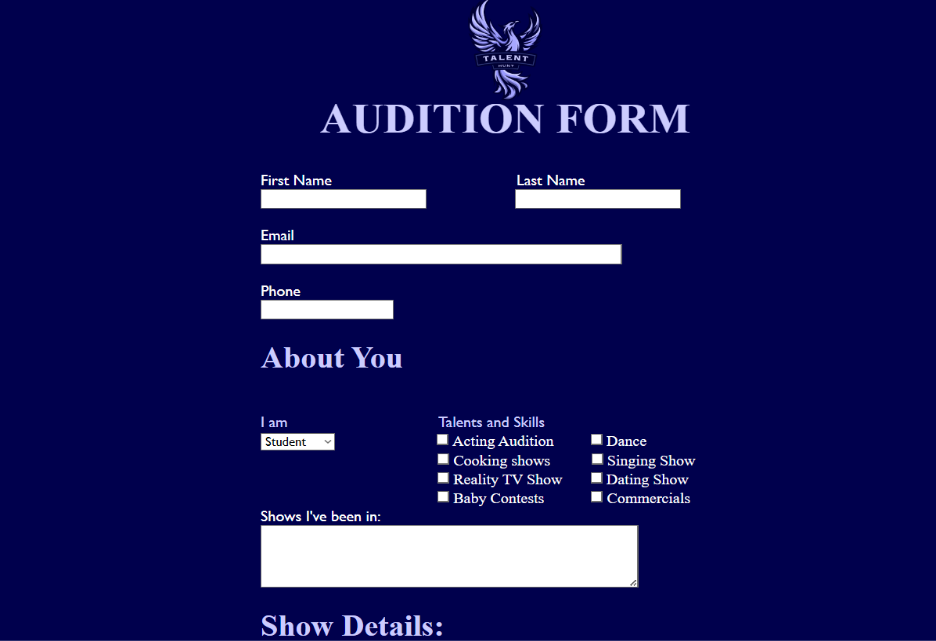 TALENT
HUNT
AUDITION FORM
First Name Last Name
Email
Phone
About You
I am Talents and Skills
Student Acting Audition Dance
Cooking shows Singing Show
Reality TV Show Dating Show
Baby Contests Commercials
Shows I've been in:
Show Details: